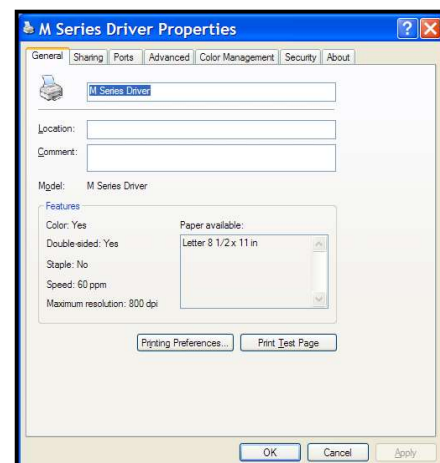 M Series Driver Properties
General Sharing Ports Advanced Color Management Security About
M Series Driver
Location:
Comment:
Model: M Series Driver
Features
Color: Yes
Double-sided: Yes
Staple: No
Speed: 60 ppm
Maximum resolution: 800 dpi
Paper available:
Letter 8 1/2 x 11 in
Printing Preferences... Print Test Page
OK Cancel Apply